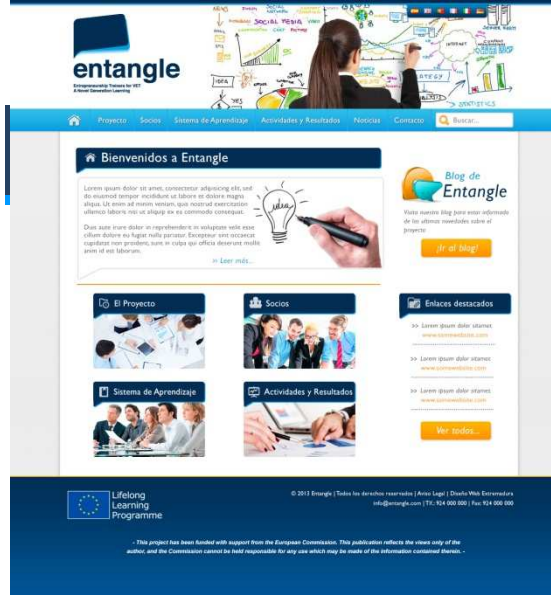 NEWS
SOCIAL MEDIA
VIDEO
IDEA
YES
INTERNET
STATISTICS
entangle
Entrepreneurship Trainers for VET
A Novel Generation Learning
Proyecto Socios Sistema de Aprendizaje Actividades y Resultados Noticias Contacto Buscar...
Bienvenidos a Entangle
Lorem ipsum dolor sit amet, consectetur adipisicing elit, sed
do eiusmod tempor incididunt ut labore et dolore magna
aliqua. Ut enim ad minim veniam, quis nostrud exercitation
ullamco laboris nisi ut aliquip ex ea commodo consequat.
Duis aute irure dolor in reprehenderit in voluptate velit esse
cillum dolore eu fugiat nulla pariatur. Excepteur sint occaecat
cupidatat non proident, sunt in culpa qui officia deserunt mollit
anim id est laborum.
>> Leer más...
idea
Blog de
Entangle
Visita nuestro blog para estar informado
de las últimas novedades sobre el
proyecto
¡Ir al blog!
El Proyecto
Socios
Enlaces destacados
>> Lorem ipsum dolor sitamet.
www.somowebsite.com
>> Lorem ipsum dolor sitamet.
www.somowebsite.com
>> Lorem ipsum dolor sitamet.
www.somowebsite.com
Sistema de Aprendizaje
Actividades y Resultados
Ver todos...
Lifelong
Learning
Programme
© 2013 Entangle | Todos los derechos reservados | Aviso Legal | Diseño Web Extremadura
info@entangle.com | Tlf.: 924 000 000 | Fax: 924 000 000
- This project has been funded with support from the European Commission. This publication reflects the views only of the
author, and the Commission cannot be held responsible for any use which may be made of the information contained therein. -